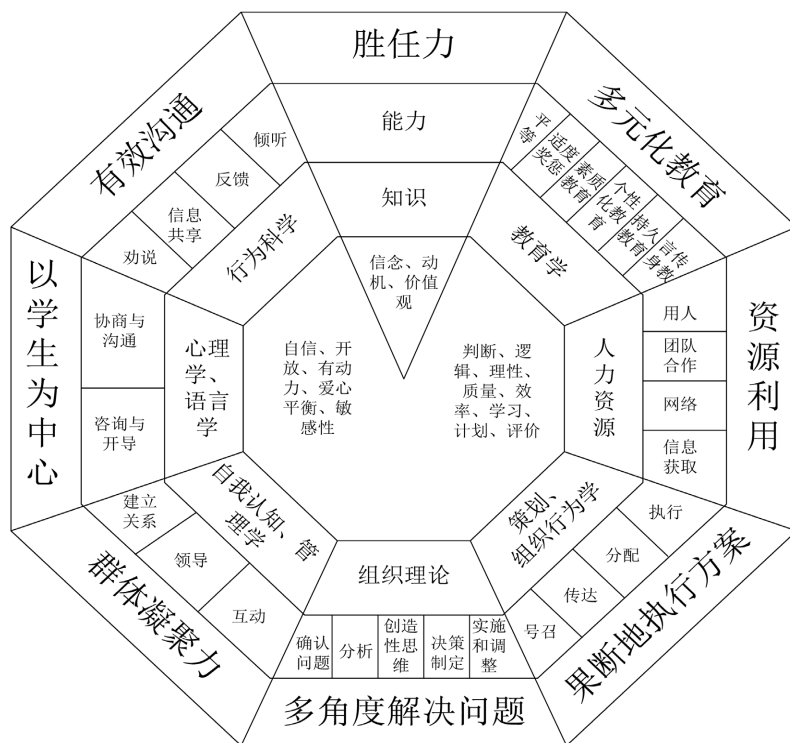 胜任力
能力
知识
信念、动
机、价值
观
多元化教育
平等
适度奖惩
素质教育
个性化教育
持久教育
言传身教
教育学
资源利用
用人
团队
合作
网络
信息
获取
人力资源
果断地执行方案
执行
分配
传达
号召
策划、
组织行为学
多角度解决问题
确认
问题
分析
创造
性思
维
决策
制定
实施
和调
整
组织理论
群体凝聚力
建立
关系
领导
互动
自我认知、管
理学
以学生为中心
协商与
沟通
咨询与
开导
心理
学、
语言
学
有效沟通
倾听
反馈
信息
共享
劝说
行为科学
自信、开
放、有动
力、爱心
平衡、敏
感性
判断、逻
辑、理性、
质量、效
率、学习、
计划、评价